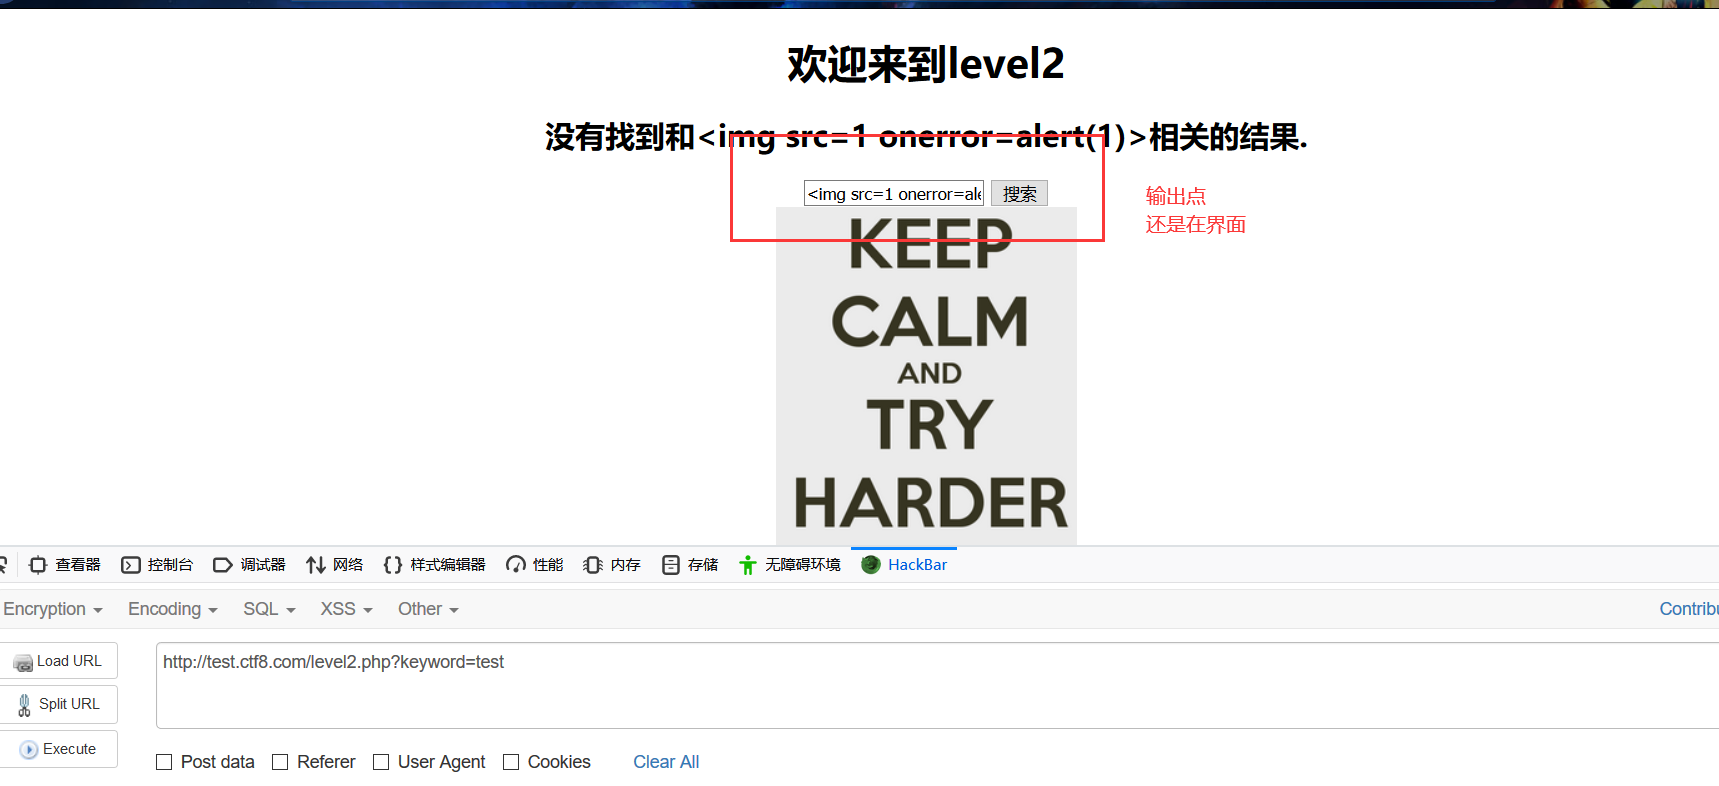 欢迎来到level2
没有找到和<img src=1 onerror=alert(1)>相关的结果.
<img src=1 onerror=ale
搜索
输出点
还是在界面
KEEP
CALM
AND
TRY
HARDER
查看器 控制台 调试器 网络 {} 样式编辑器 性能 内存 存储 无障碍环境 HackBar
Encryption Encoding SQL XSS Other Contribu
Load URL
http://test.ctf8.com/level2.php?keyword=test
Split URL
Execute
Post data Referer User Agent Cookies Clear All